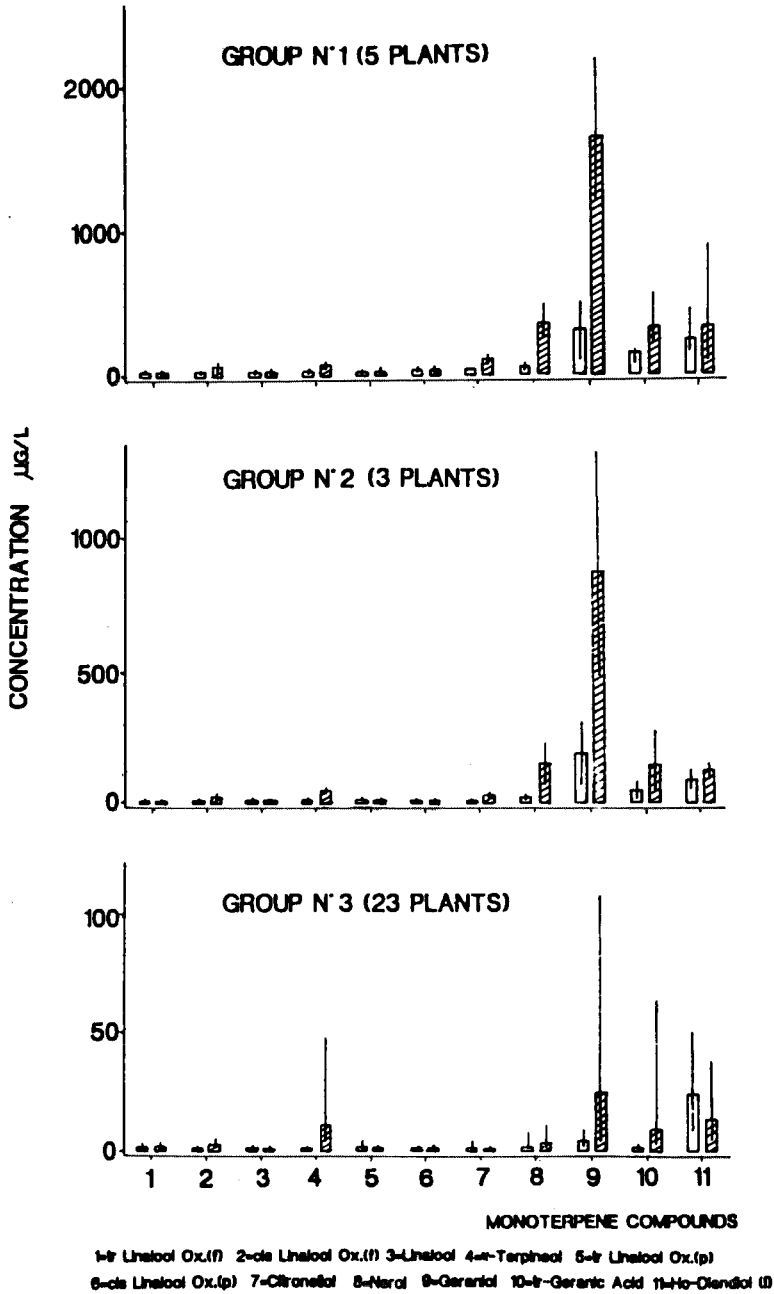 GROUP N°1 (5 PLANTS)
2000
1000
0
GROUP N°2 (3 PLANTS)
1000
500
0
CONCENTRATION µG/L
GROUP N°3 (23 PLANTS)
100
50
0
1 2 3 4 5 6 7 8 9 10 11
MONOTERPENE COMPOUNDS
1=tr Linalool Ox.(f) 2=cis Linalool Ox.(f) 3=Linalool 4=α-Terpineol 5=tr Linalool Ox.(p)
6=cis Linalool Ox.(p) 7=Citronellol 8=Nerol 9=Geraniol 10=tr-Geranic Acid 11=Ho-Diendiol (I)